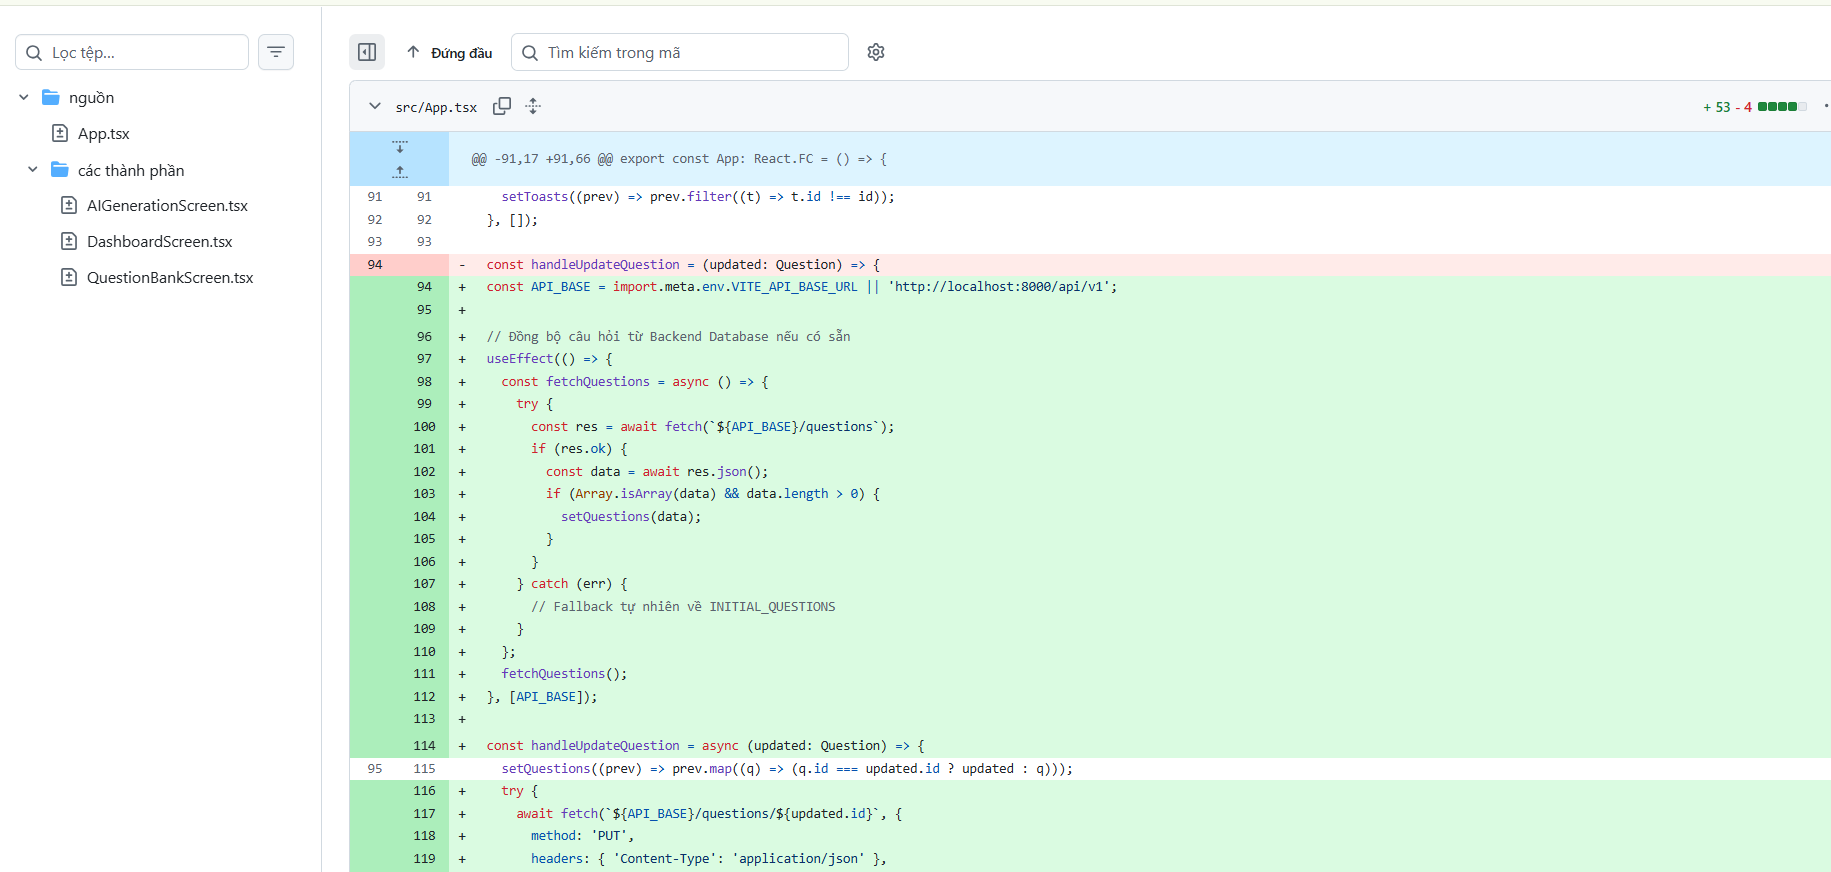 Lọc tệp...
nguồn
App.tsx
các thành phần
AIGenerationScreen.tsx
DashboardScreen.tsx
QuestionBankScreen.tsx
Đứng đầu
Tìm kiếm trong mã
src/App.tsx
+ 53 - 4
@@ -91,17 +91,66 @@ export const App: React.FC = () => {
91 91 setToasts((prev) => prev.filter((t) => t.id !== id));
92 92 }, []);
93 93
94 - const handleUpdateQuestion = (updated: Question) => {
94 + const API_BASE = import.meta.env.VITE_API_BASE_URL || 'http://localhost:8000/api/v1';
95 +
96 + // Đồng bộ câu hỏi từ Backend Database nếu có sẵn
97 + useEffect(() => {
98 + const fetchQuestions = async () => {
99 + try {
100 + const res = await fetch(`${API_BASE}/questions`);
101 + if (res.ok) {
102 + const data = await res.json();
103 + if (Array.isArray(data) && data.length > 0) {
104 + setQuestions(data);
105 + }
106 + }
107 + } catch (err) {
108 + // Fallback tự nhiên về INITIAL_QUESTIONS
109 + }
110 + };
111 + fetchQuestions();
112 + }, [API_BASE]);
113 +
114 + const handleUpdateQuestion = async (updated: Question) => {
95 115 setQuestions((prev) => prev.map((q) => (q.id === updated.id ? updated : q)));
116 + try {
117 + await fetch(`${API_BASE}/questions/${updated.id}`, {
118 + method: 'PUT',
119 + headers: { 'Content-Type': 'application/json' },